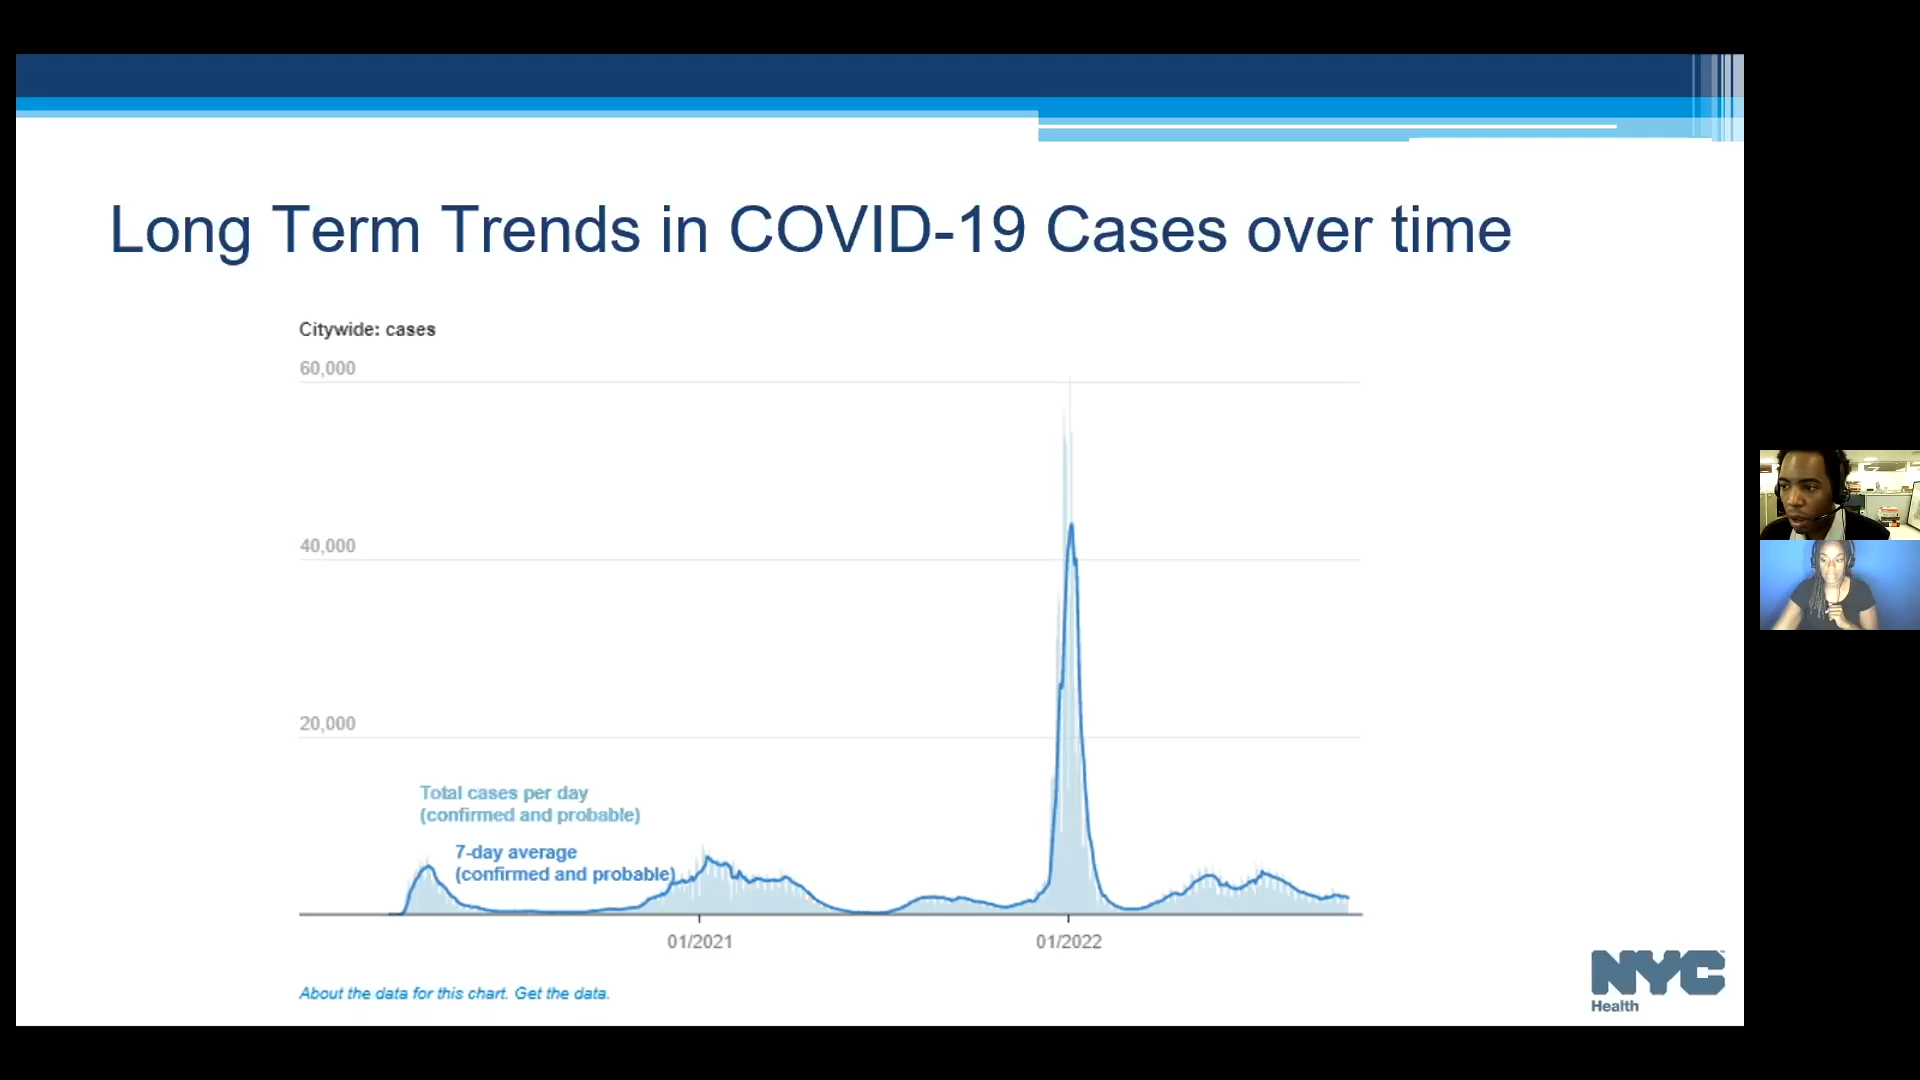 Long Term Trends in COVID-19 Cases over time
Citywide: cases
60,000
40,000
20,000
Total cases per day
(confirmed and probable)
7-day average
(confirmed and probable)
01/2021
01/2022
About the data for this chart. Get the data.
NYC
Health